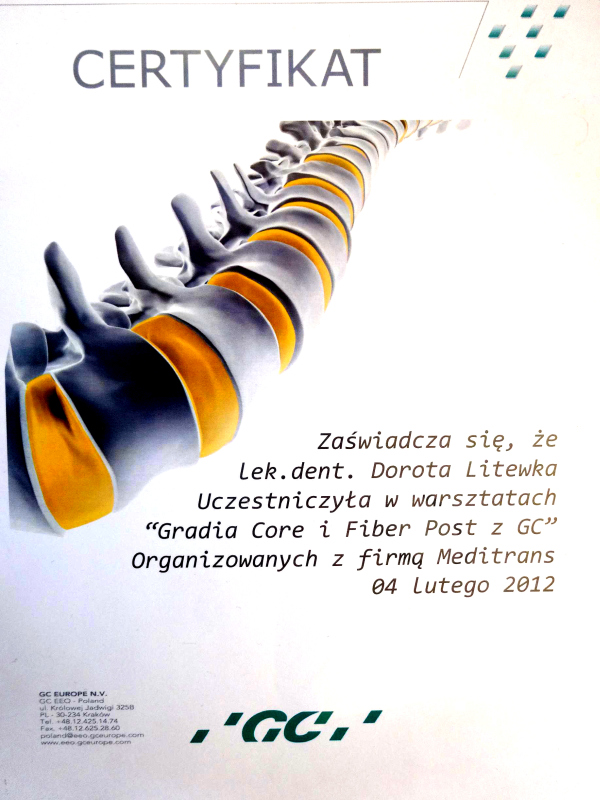 CERTYFIKAT
Zaświadcza się, że
lek.dent. Dorota Litewka
Uczestniczyła w warsztatach
“Gradia Core i Fiber Post z GC”
Organizowanych z firmą Meditrans
04 lutego 2012
GC EUROPE N.V.
GC EEO - Poland
ul. Królowej Jadwigi 325B
PL - 30-234 Kraków
Tel. +48.12.425.14.74
Fax. +48.12.625.28.60
poland@eeo.gceurope.com
www.eeo.gceurope.com
GC